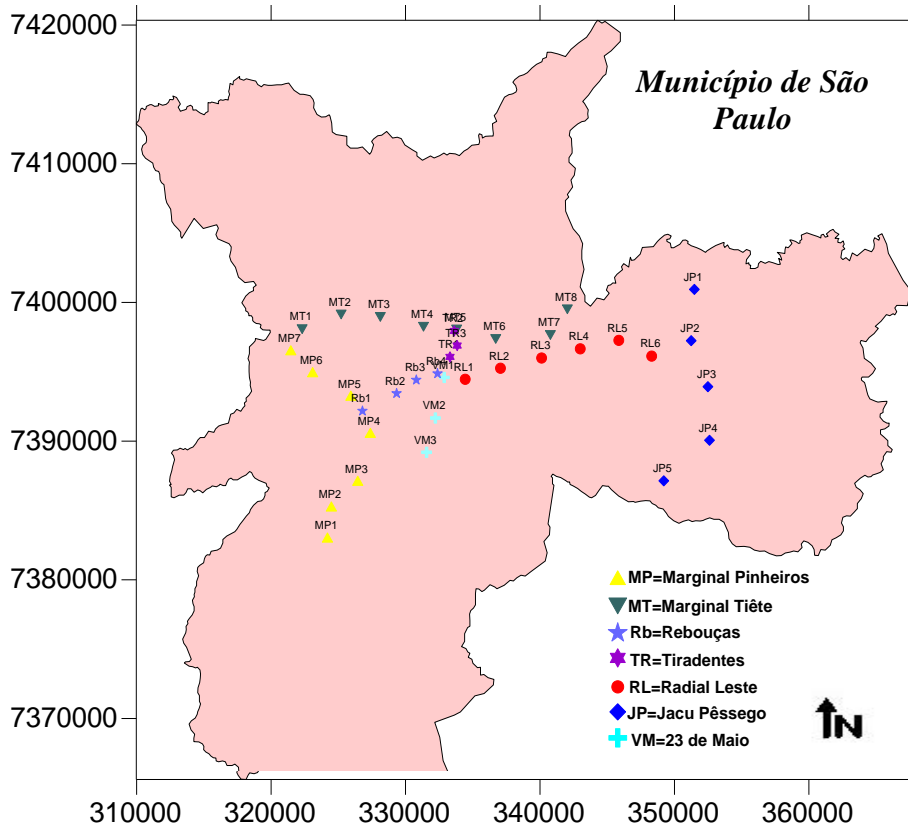 7420000
Município de São
Paulo
7410000
7400000
JP1
MT8
MT2
MT3
MT1
MT4
MT5
MT6
MT7
TR3
JP2
RL5
RL4
RL6
RL3
RL2
RL1
MP7
MP6
MP5
Rb4
VM1
Rb3
Rb2
Rb1
JP3
VM2
MP4
7390000
JP4
VM3
MP3
JP5
MP2
MP1
7380000
MP=Marginal Pinheiros
MT=Marginal Tiête
Rb=Rebouças
TR=Tiradentes
RL=Radial Leste
JP=Jacu Pêssego
VM=23 de Maio
N
7370000
310000 320000 330000 340000 350000 360000